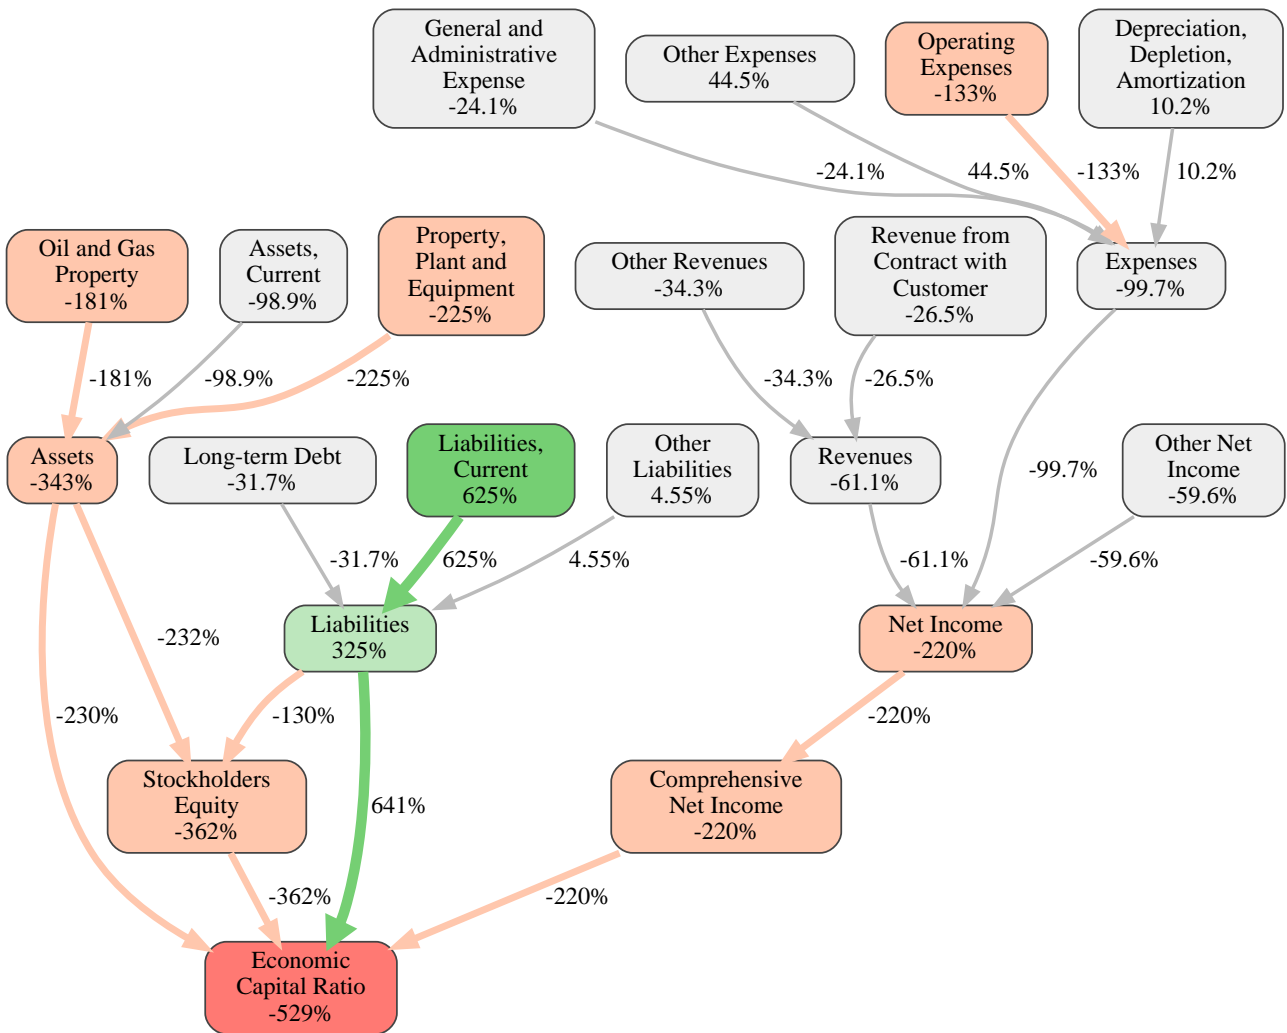 General and
Administrative
Expense
-24.1%
Other Expenses
44.5%
Operating
Expenses
-133%
Depreciation,
Depletion,
Amortization
10.2%
-24.1%
44.5%
-133%
10.2%
Oil and Gas
Property
-181%
Assets,
Current
-98.9%
Property,
Plant and
Equipment
-225%
Other Revenues
-34.3%
Revenue from
Contract with
Customer
-26.5%
Expenses
-99.7%
-181%
-98.9%
-225%
-34.3%
-26.5%
Assets
-343%
Long-term Debt
-31.7%
Liabilities,
Current
625%
Other
Liabilities
4.55%
Revenues
-61.1%
-99.7%
Other Net
Income
-59.6%
-31.7%
625%
4.55%
-61.1%
-59.6%
Liabilities
325%
Net Income
-220%
-232%
-230%
-130%
-220%
Stockholders
Equity
-362%
641%
Comprehensive
Net Income
-220%
-362%
-220%
Economic
Capital Ratio
-529%